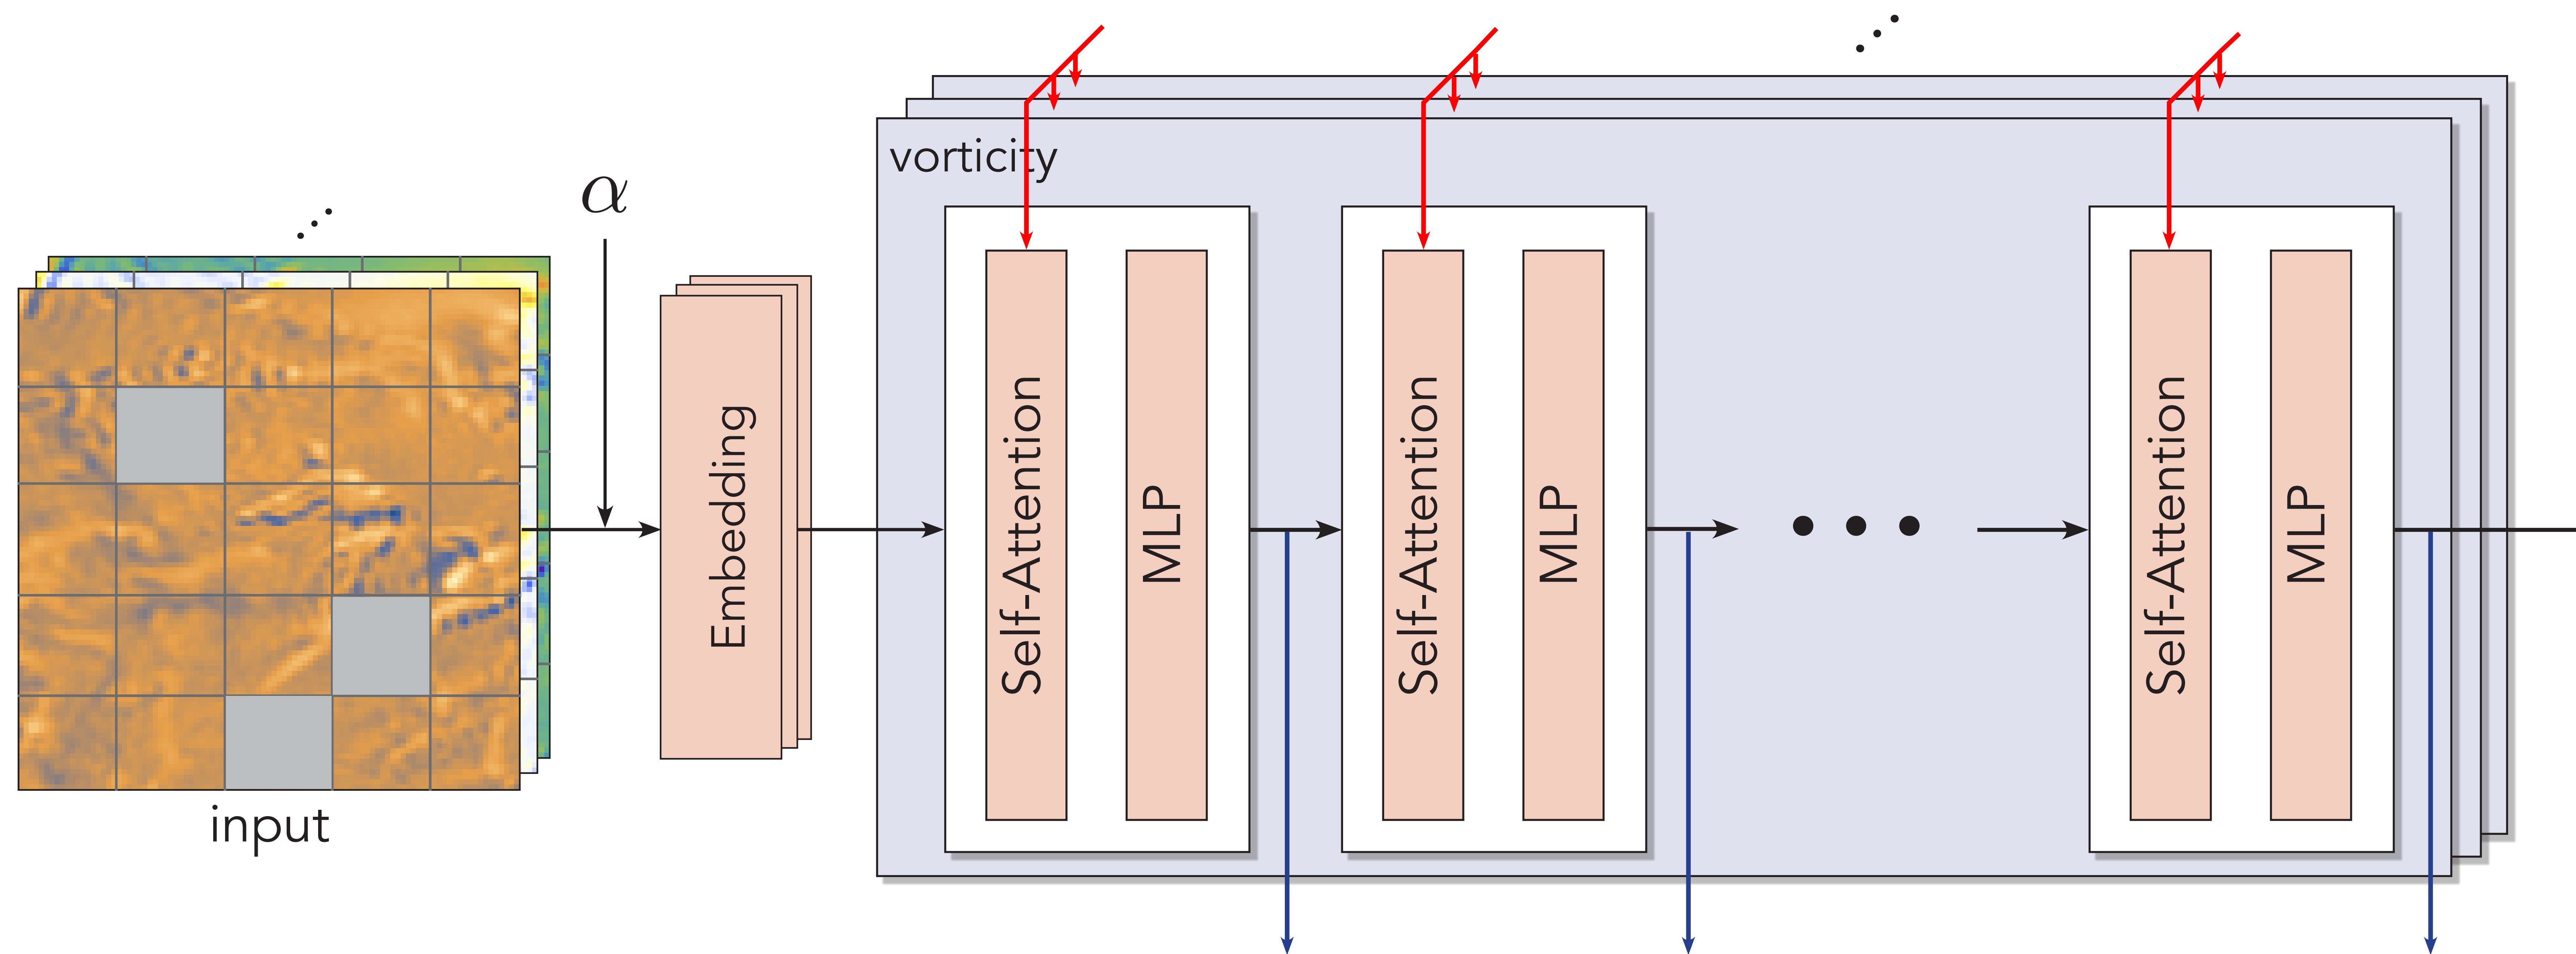 α
vorticity
input
Embedding
Self-Attention
MLP
Self-Attention
MLP
Self-Attention
MLP